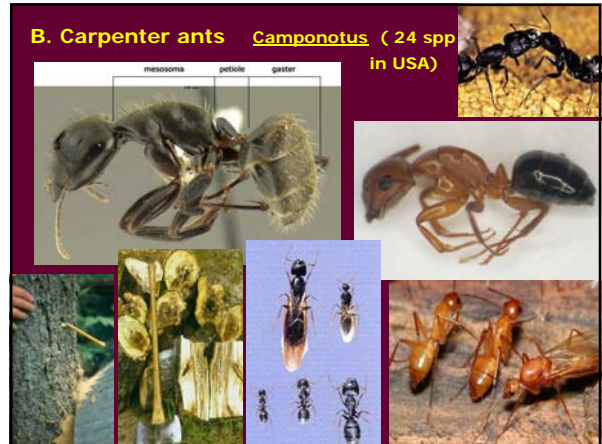 B. Carpenter ants Camponotus ( 24 spp
in USA)
mesosoma petiole gaster